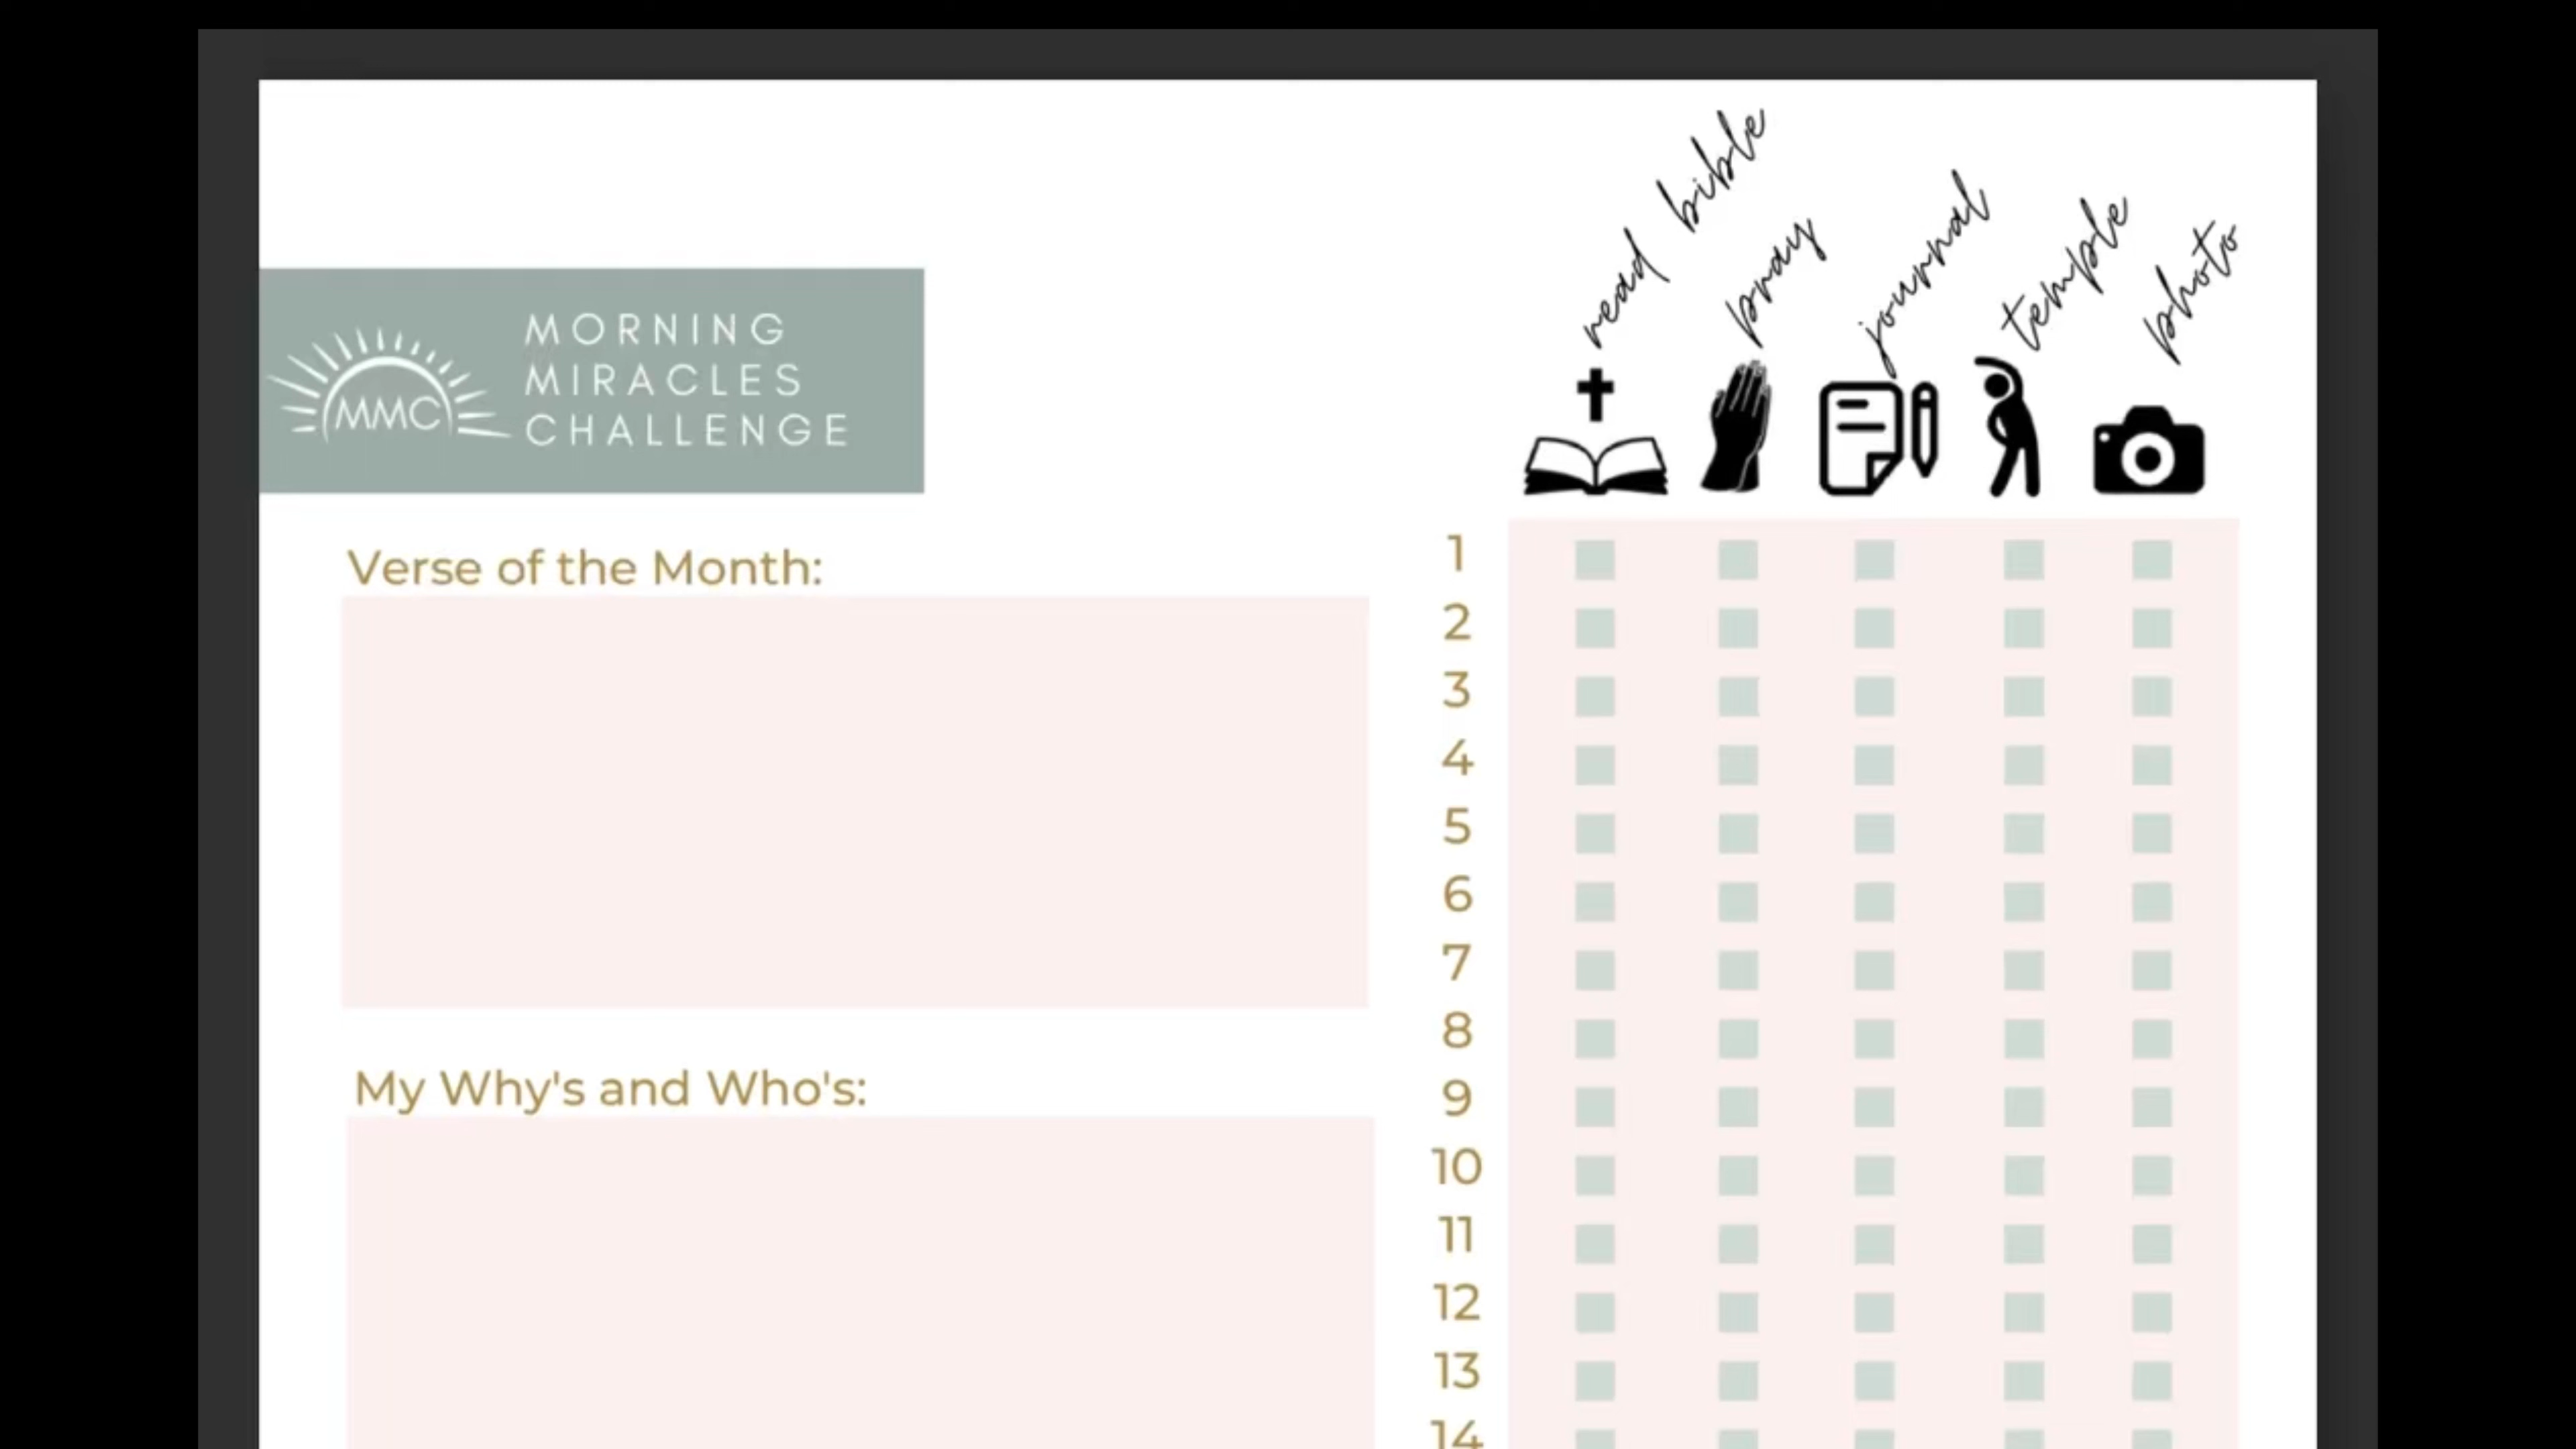 read bible
pray
journal
temple
photo
MMC
MORNING
MIRACLES
CHALLENGE
Verse of the Month:
My Why's and Who's:
1
2
3
4
5
6
7
8
9
10
11
12
13
14